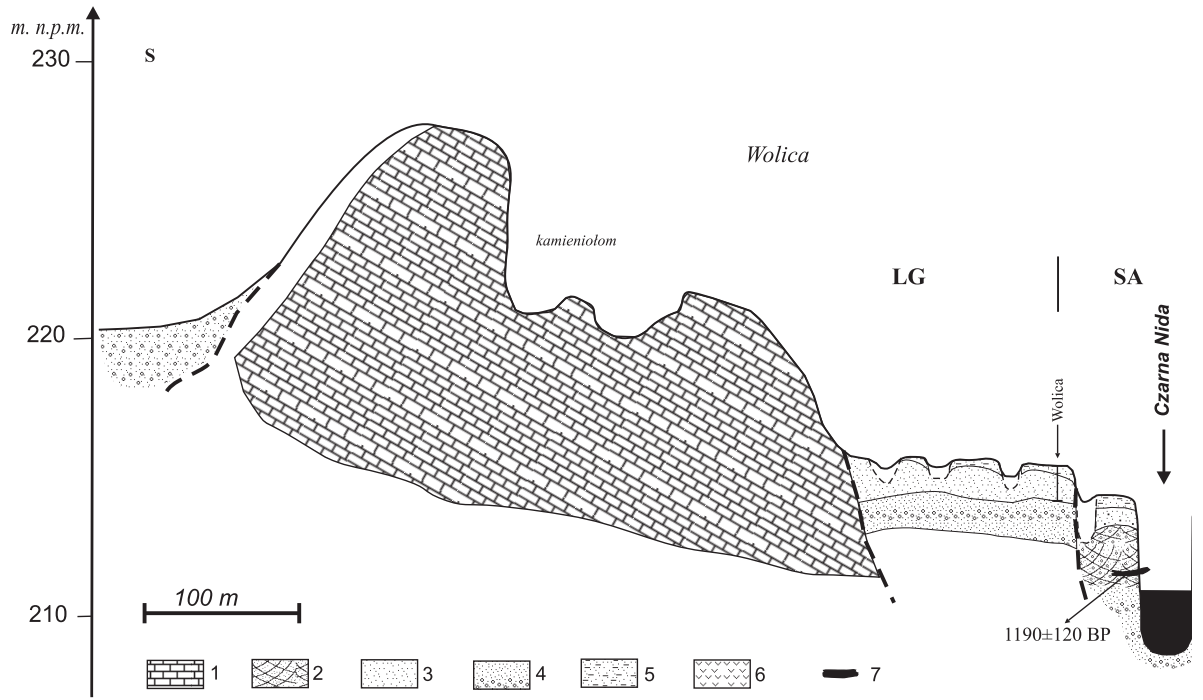 m. n.p.m.
230
S
Wolica
kamieniołom
LG
SA
220
Czarna Nida
Wolica
210
100 m
1190±120 BP
1
2
3
4
5
6
7